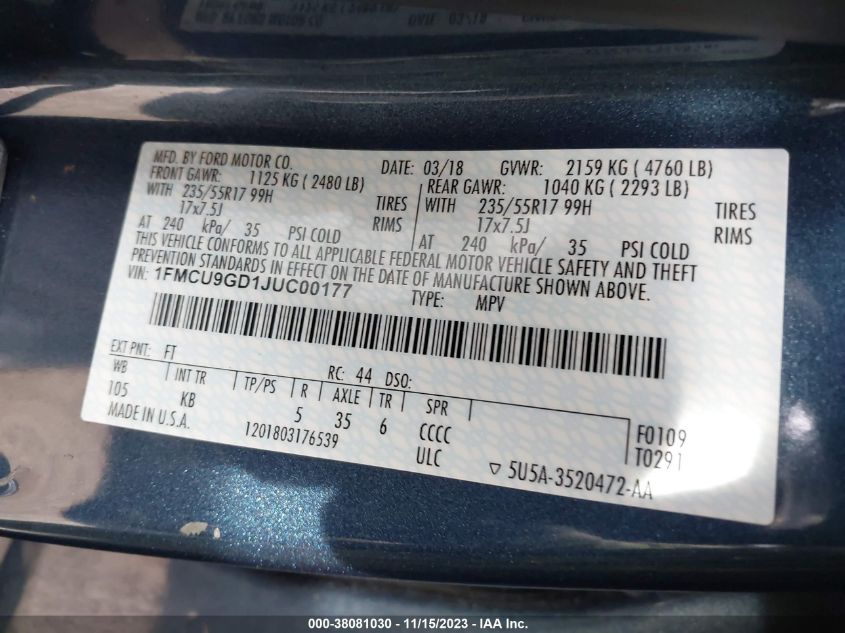 MFD. BY FORD MOTOR CO.
DATE: 03/18 GVWR: 2159 KG (4760 LB)
FRONT GAWR: 1125 KG (2480 LB)
REAR GAWR: 1040 KG (2293 LB)
WITH 235/55R17 99H TIRES
WITH 235/55R17 99H TIRES
17x7.5J RIMS
17x7.5J RIMS
AT 240 kPa/ 35 PSI COLD
AT 240 kPa/ 35 PSI COLD
THIS VEHICLE CONFORMS TO ALL APPLICABLE FEDERAL MOTOR VEHICLE SAFETY AND THEFT
PREVENTION STANDARDS IN EFFECT ON THE DATE OF MANUFACTURE SHOWN ABOVE.
VIN: 1FMCU9GD1JUC00177
TYPE: MPV
EXT PNT: FT RC: 44 DSO:
WB INT TR TP/PS R AXLE TR SPR
105 KB 5 35 6 CCCC F0109
MADE IN U.S.A. 1201803176539 ULC T0291
▽ 5U5A-3520472-AA
000-38081030 - 11/15/2023 - IAA Inc.